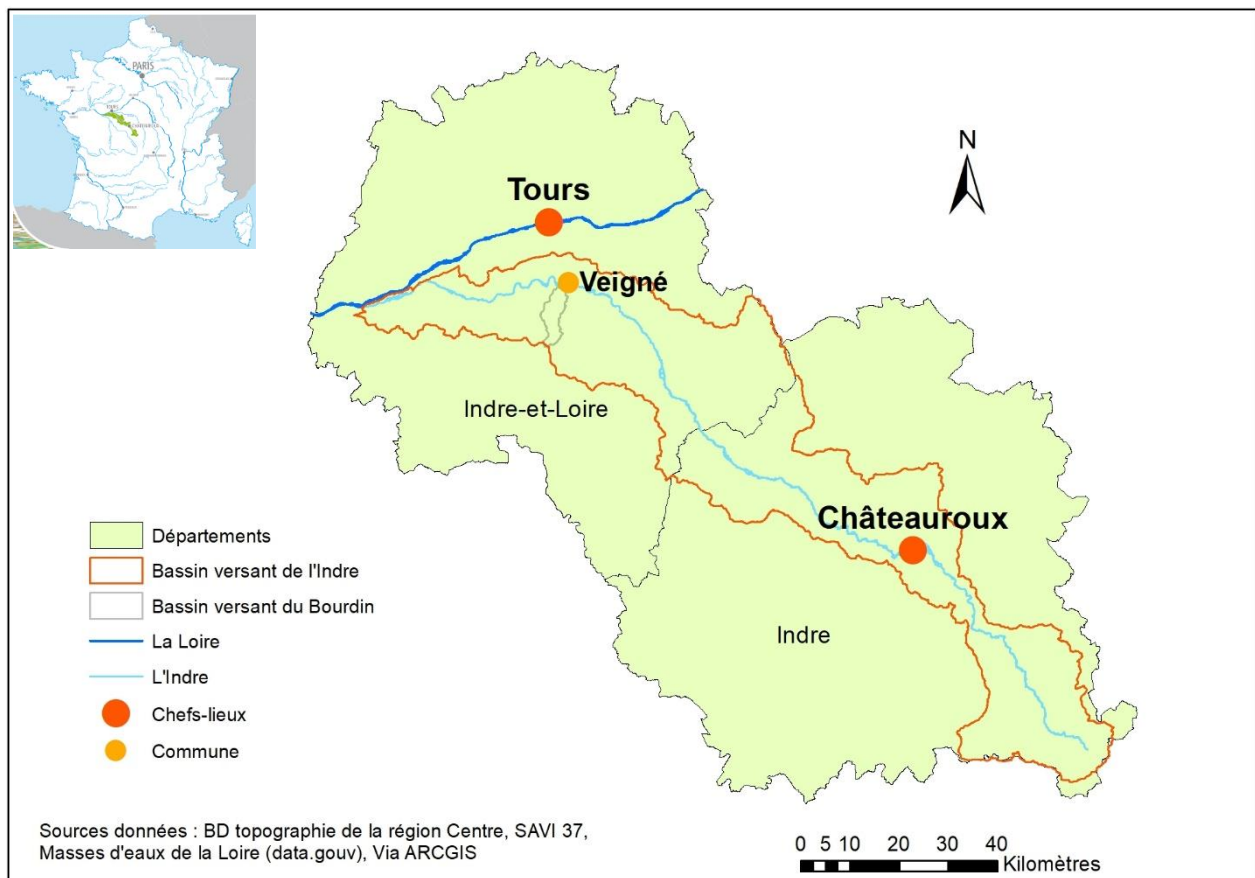 PARIS
N
Tours
Veigné
Indre-et-Loire
Châteauroux
Indre
Départements
Bassin versant de l'Indre
Bassin versant du Bourdin
La Loire
L'Indre
Chefs-lieux
Commune
Sources données : BD topographie de la région Centre, SAVI 37,
Masses d'eaux de la Loire (data.gouv), Via ARCGIS
0 5 10 20 30 40
Kilomètres